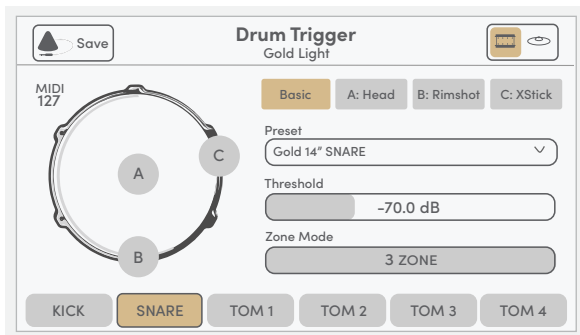 Save
Drum Trigger
Gold Light
MIDI
127
A
B
C
Basic
A: Head
B: Rimshot
C: XStick
Preset
Gold 14” SNARE
Threshold
-70.0 dB
Zone Mode
3 ZONE
KICK
SNARE
TOM 1
TOM 2
TOM 3
TOM 4